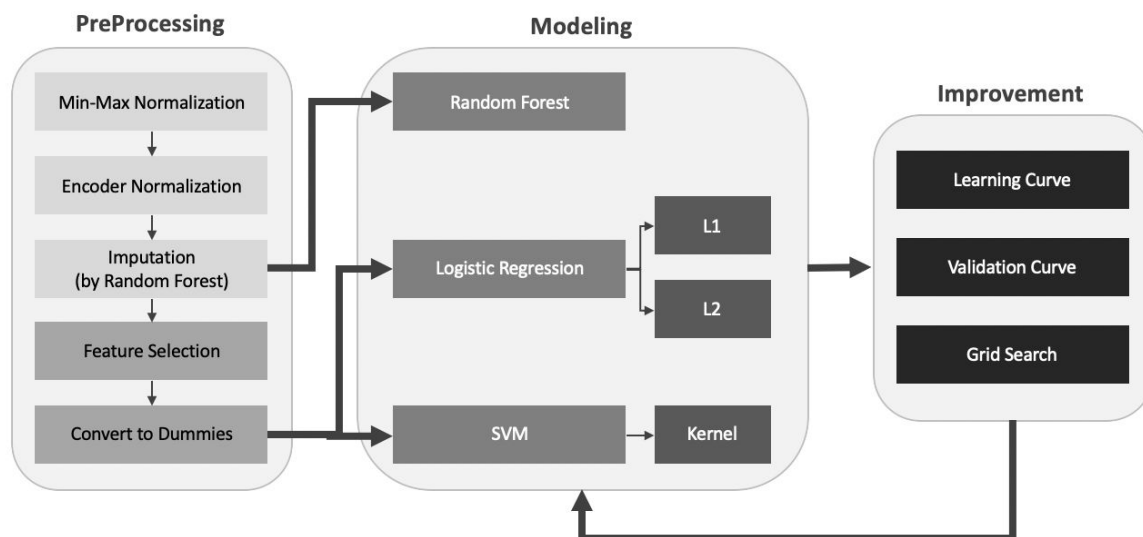 PreProcessing
Min-Max Normalization
Encoder Normalization
Imputation
(by Random Forest)
Feature Selection
Convert to Dummies
Modeling
Random Forest
Logistic Regression
L1
L2
SVM
Kernel
Improvement
Learning Curve
Validation Curve
Grid Search